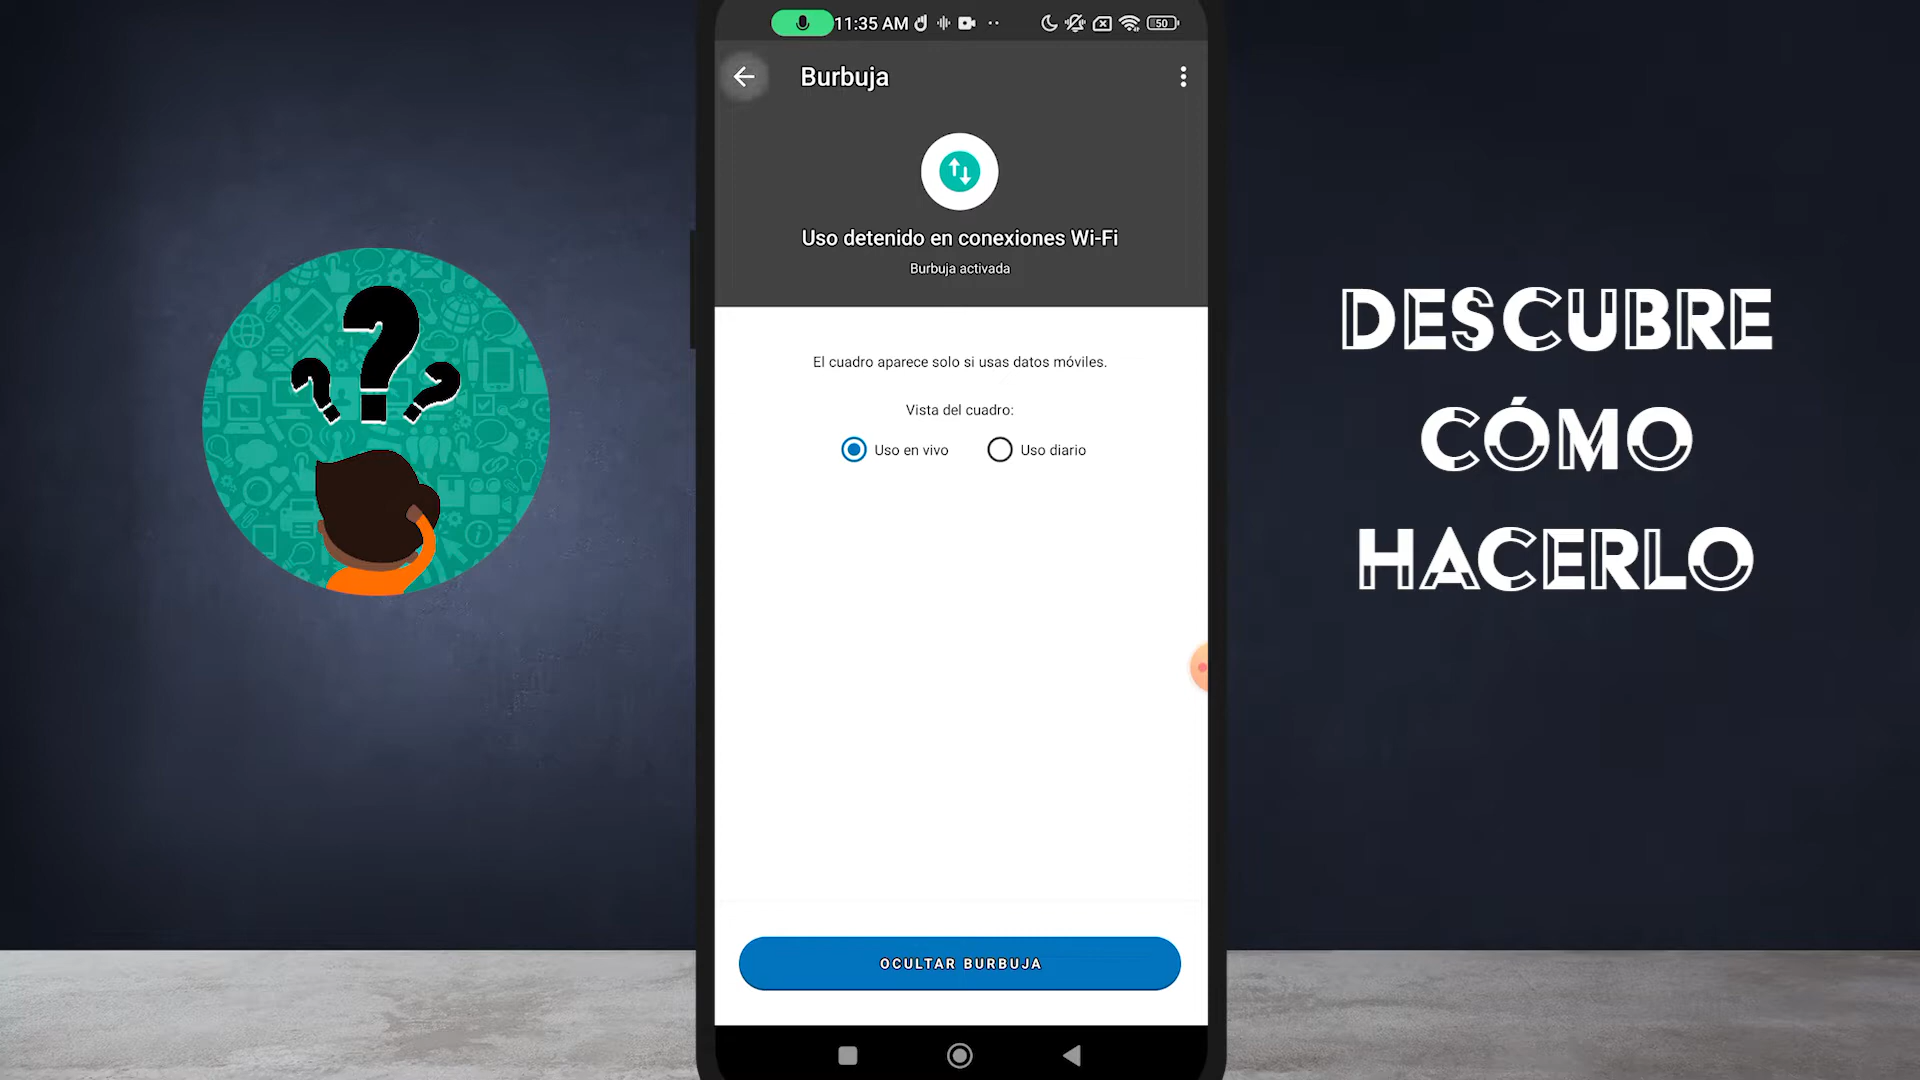 11:35 AM
50
Burbuja
Uso detenido en conexiones Wi-Fi
Burbuja activada
El cuadro aparece solo si usas datos móviles.
Vista del cuadro:
Uso en vivo
Uso diario
OCULTAR BURBUJA
DESCUBRE
CÓMO
HACERLO